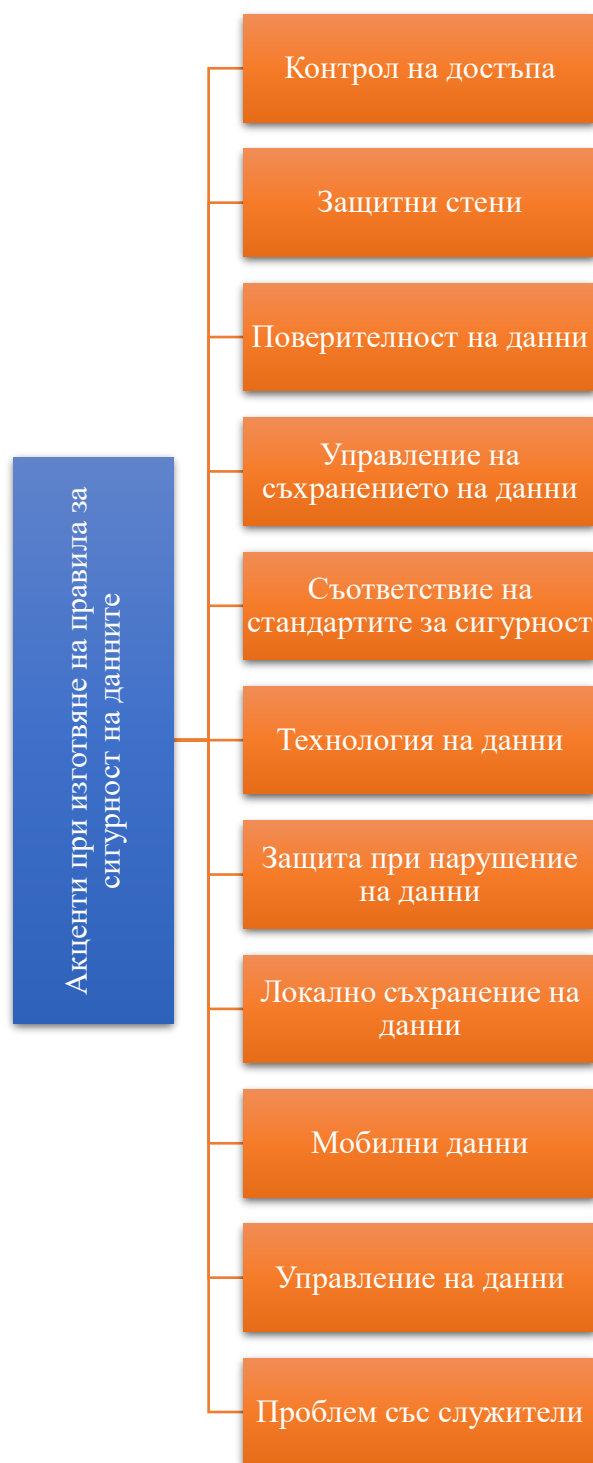 Контрол на достъпа
Защитни стени
Поверителност на данни
Управление на
съхранението на данни
Съответствие на
стандартите за сигурност
Акценти при изготвяне на правила за
сигурност на данните
Технология на данни
Защита при нарушение
на данни
Локално съхранение на
данни
Мобилни данни
Управление на данни
Проблем със служители